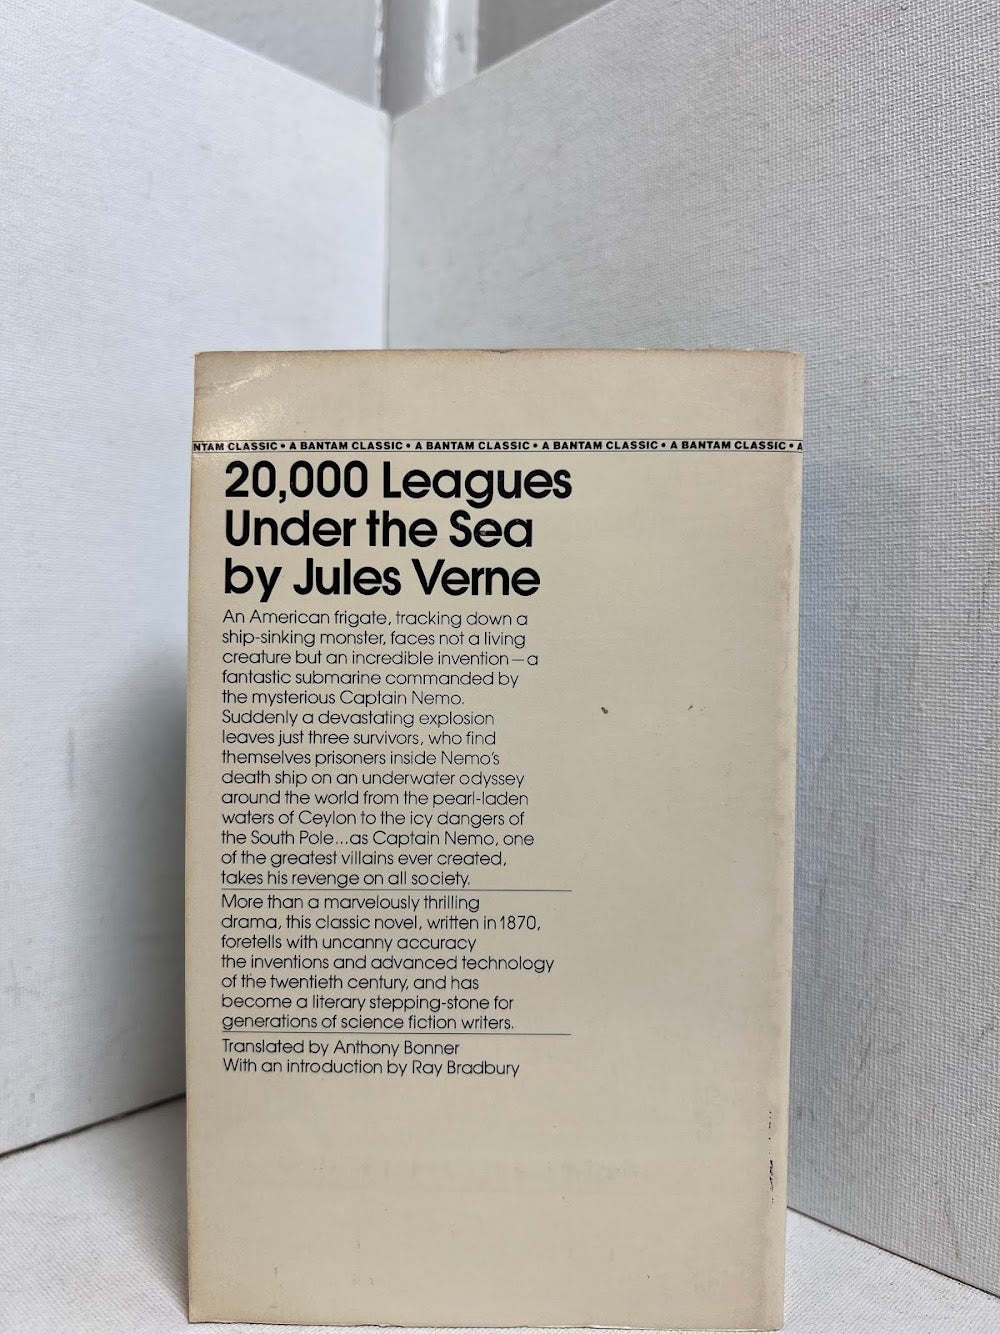 NTAM CLASSIC • A BANTAM CLASSIC • A BANTAM CLASSIC • A BANTAM CLASSIC • A BANTAM CLASSIC • A
20,000 Leagues
Under the Sea
by Jules Verne
An American frigate, tracking down a
ship-sinking monster, faces not a living
creature but an incredible invention—a
fantastic submarine commanded by
the mysterious Captain Nemo.
Suddenly a devastating explosion
leaves just three survivors, who find
themselves prisoners inside Nemo's
death ship on an underwater odyssey
around the world from the pearl-laden
waters of Ceylon to the icy dangers of
the South Pole...as Captain Nemo, one
of the greatest villains ever created,
takes his revenge on all society.
More than a marvelously thrilling
drama, this classic novel, written in 1870,
foretells with uncanny accuracy
the inventions and advanced technology
of the twentieth century, and has
become a literary stepping-stone for
generations of science fiction writers.
Translated by Anthony Bonner
With an introduction by Ray Bradbury